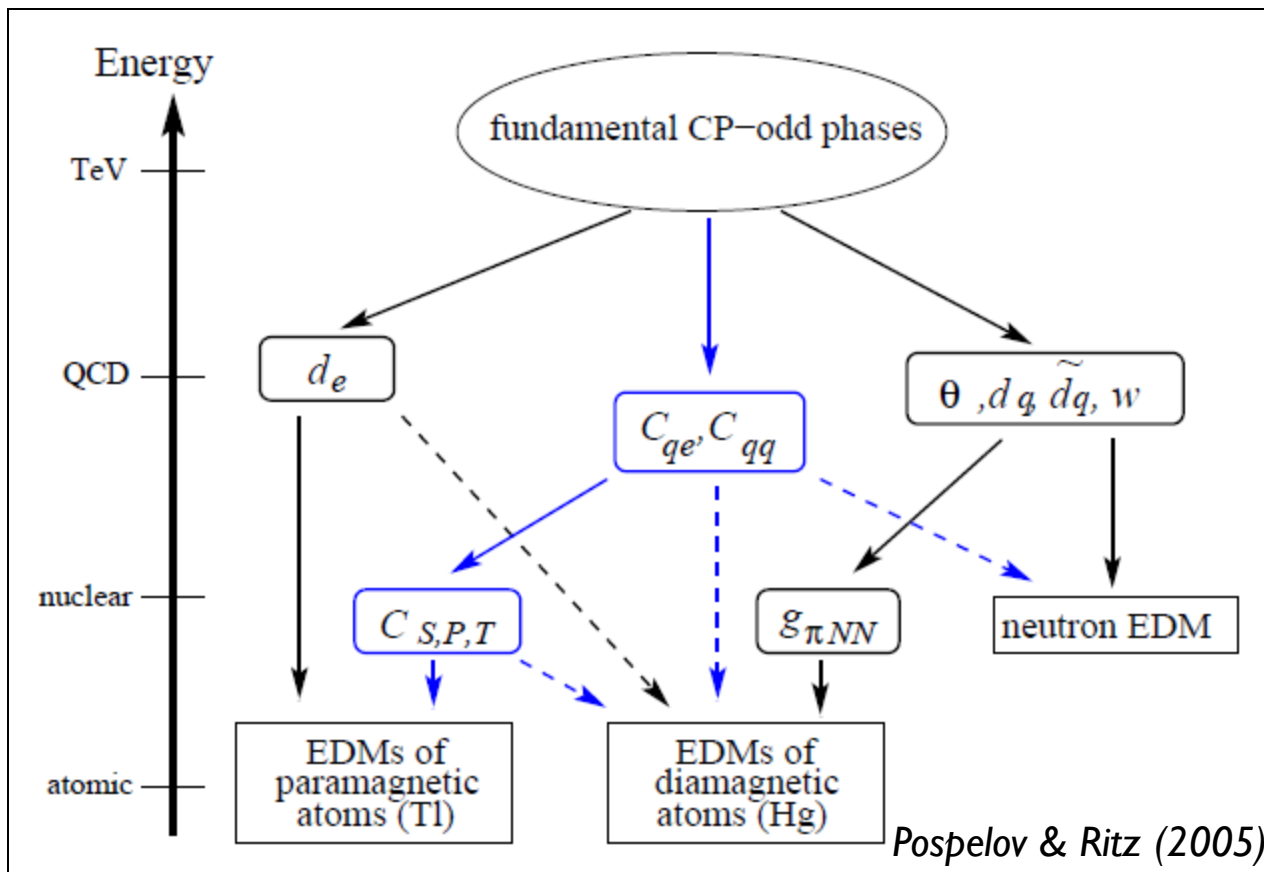 Energy
fundamental CP−odd phases
TeV
QCD
d_e
θ ,d_q, d̃_q, w
C_qe, C_qq
nuclear
C_S,P,T
g_πNN
neutron EDM
atomic
EDMs of
paramagnetic
atoms (Tl)
EDMs of
diamagnetic
atoms (Hg)
Pospelov & Ritz (2005)